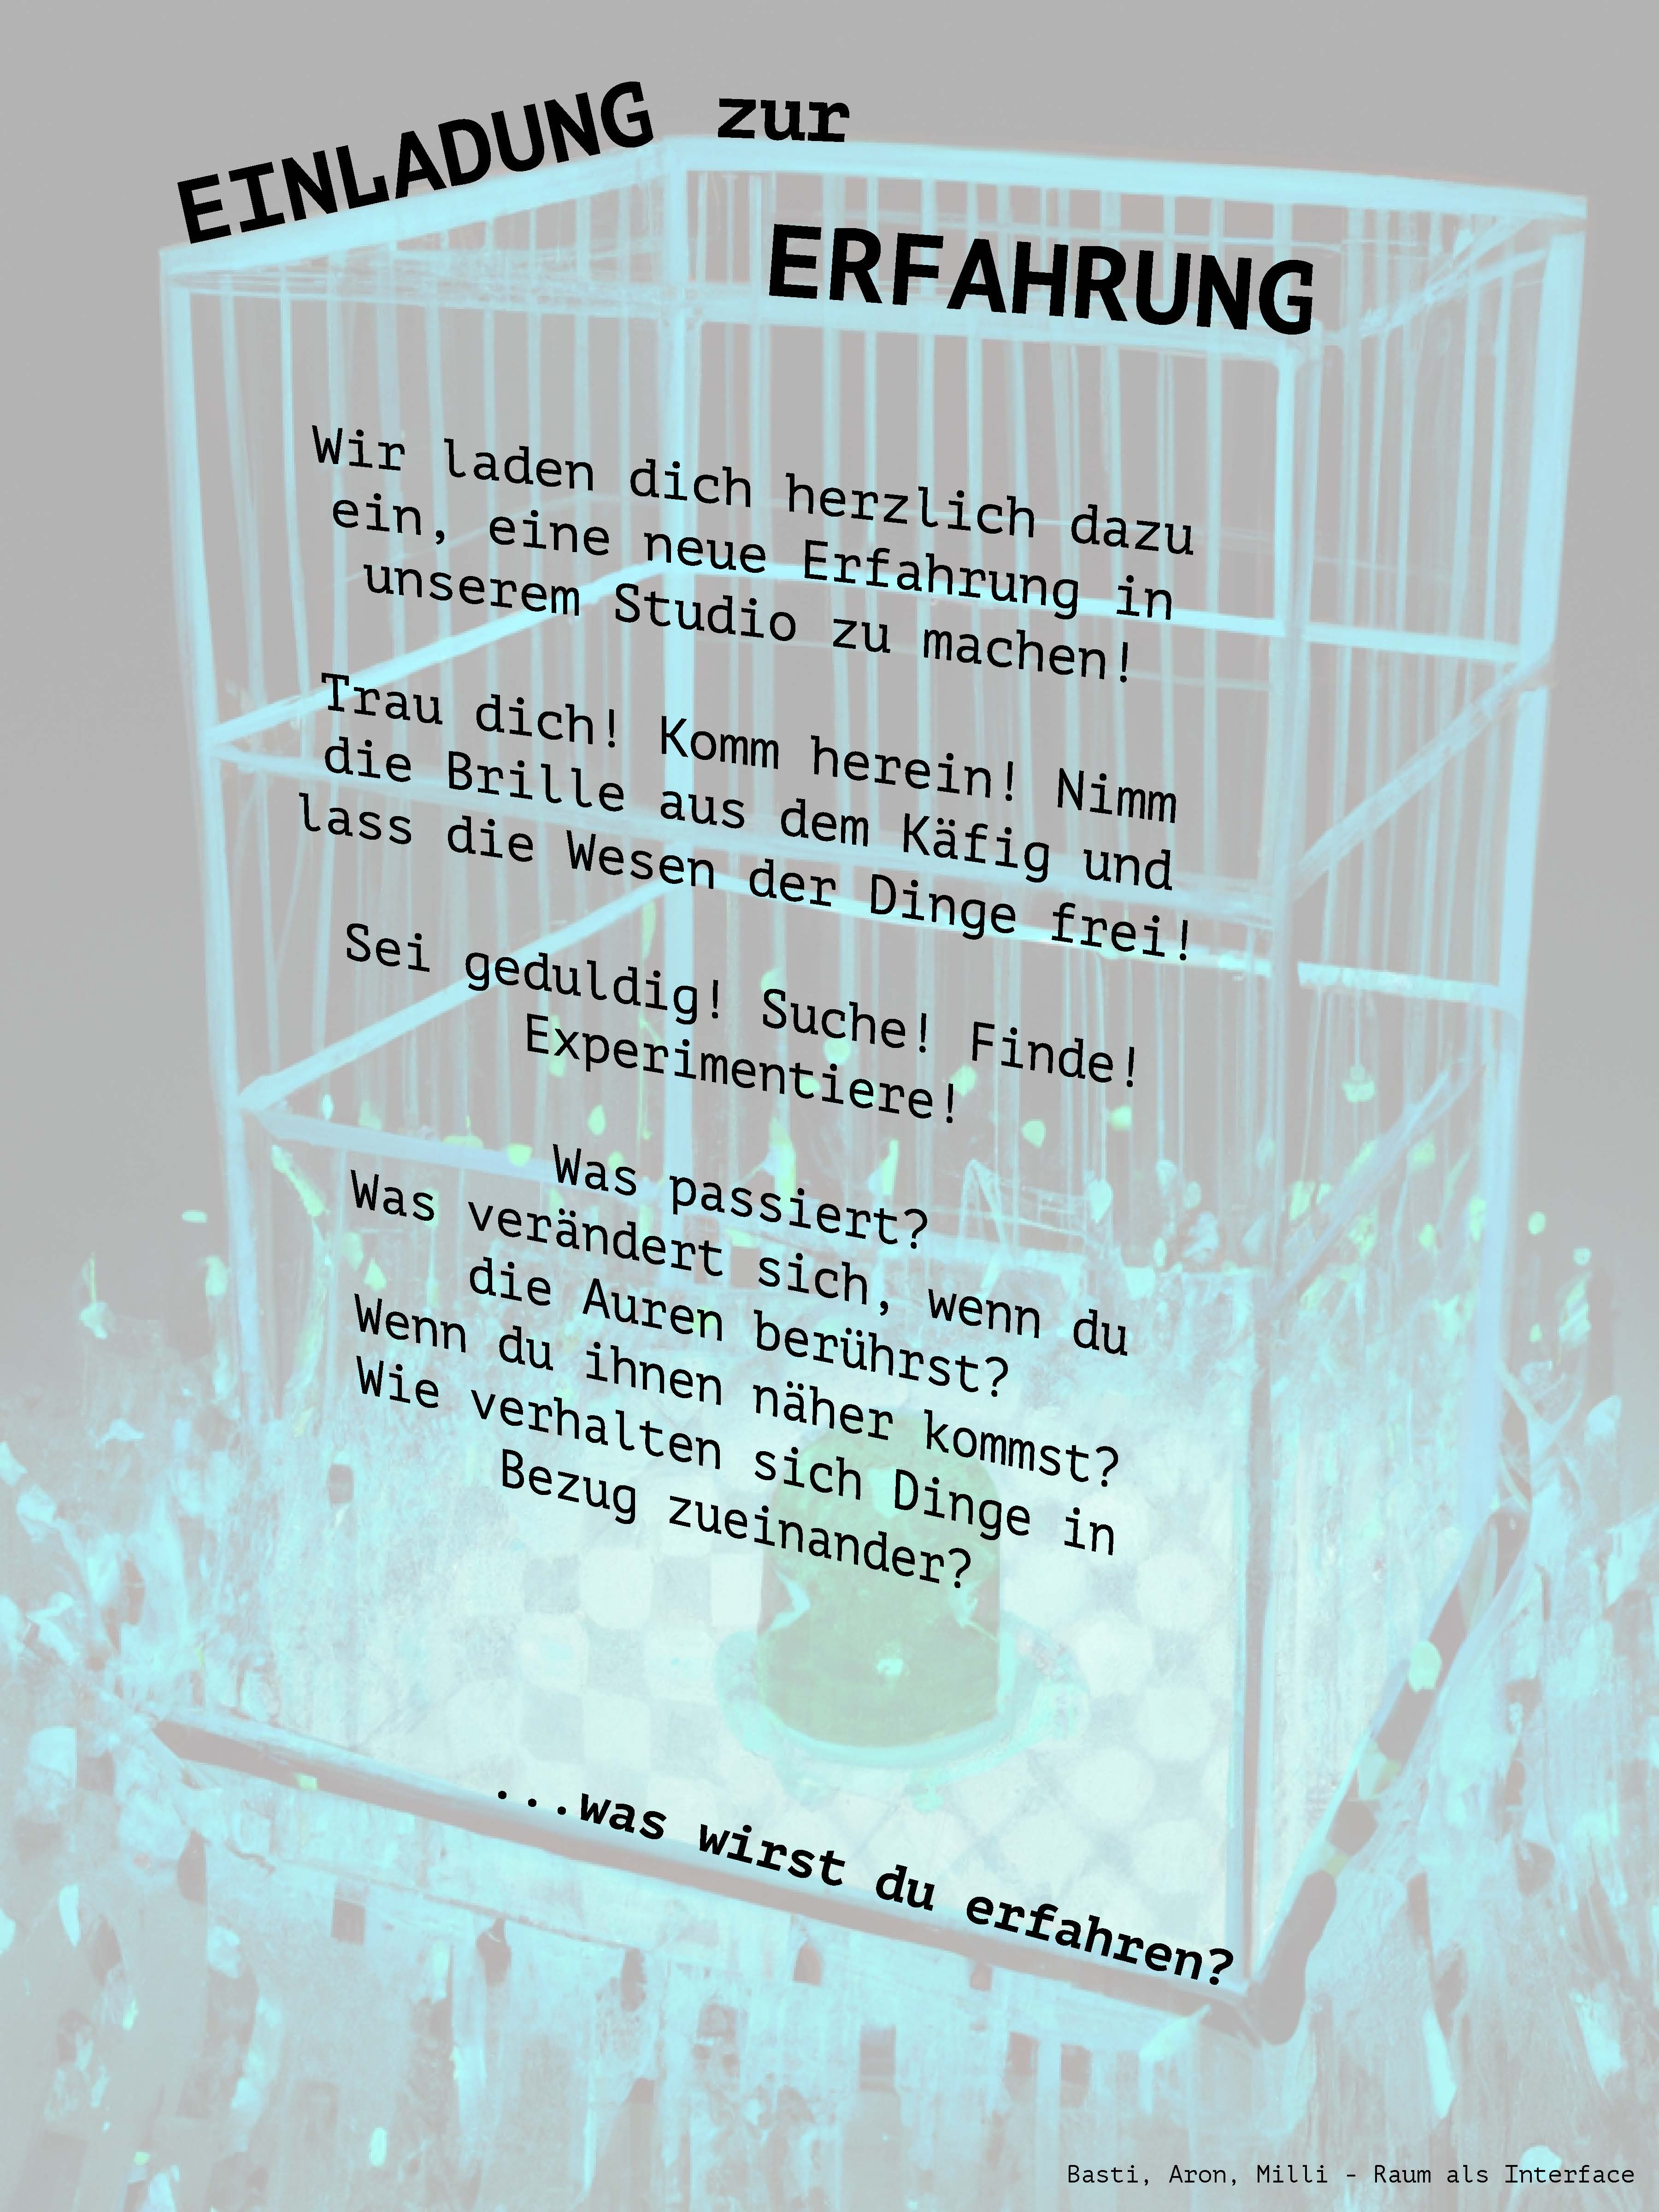 EINLADUNG zur
ERFAHRUNG
Wir laden dich herzlich dazu
ein, eine neue Erfahrung in
unserem Studio zu machen!
Trau dich! Komm herein! Nimm
die Brille aus dem Käfig und
lass die Wesen der Dinge frei!
Sei geduldig! Suche! Finde!
Experimentiere!
Was passiert?
Was verändert sich, wenn du
die Auren berührst?
Wenn du ihnen näher kommst?
Wie verhalten sich Dinge in
Bezug zueinander?
...was wirst du erfahren?
Basti, Aron, Milli - Raum als Interface